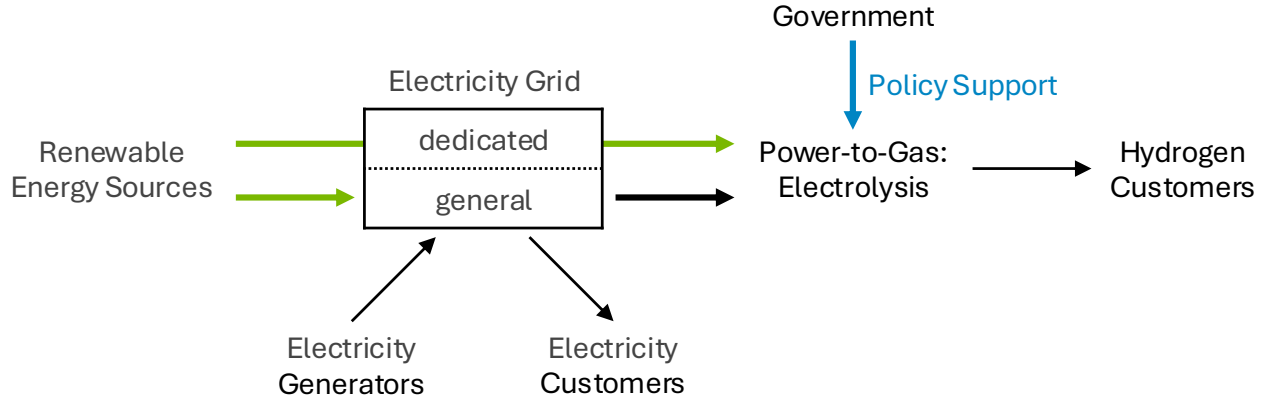 Government
Electricity Grid
Policy Support
dedicated
Renewable
Energy Sources
general
Power-to-Gas:
Electrolysis
Hydrogen
Customers
Electricity
Generators
Electricity
Customers